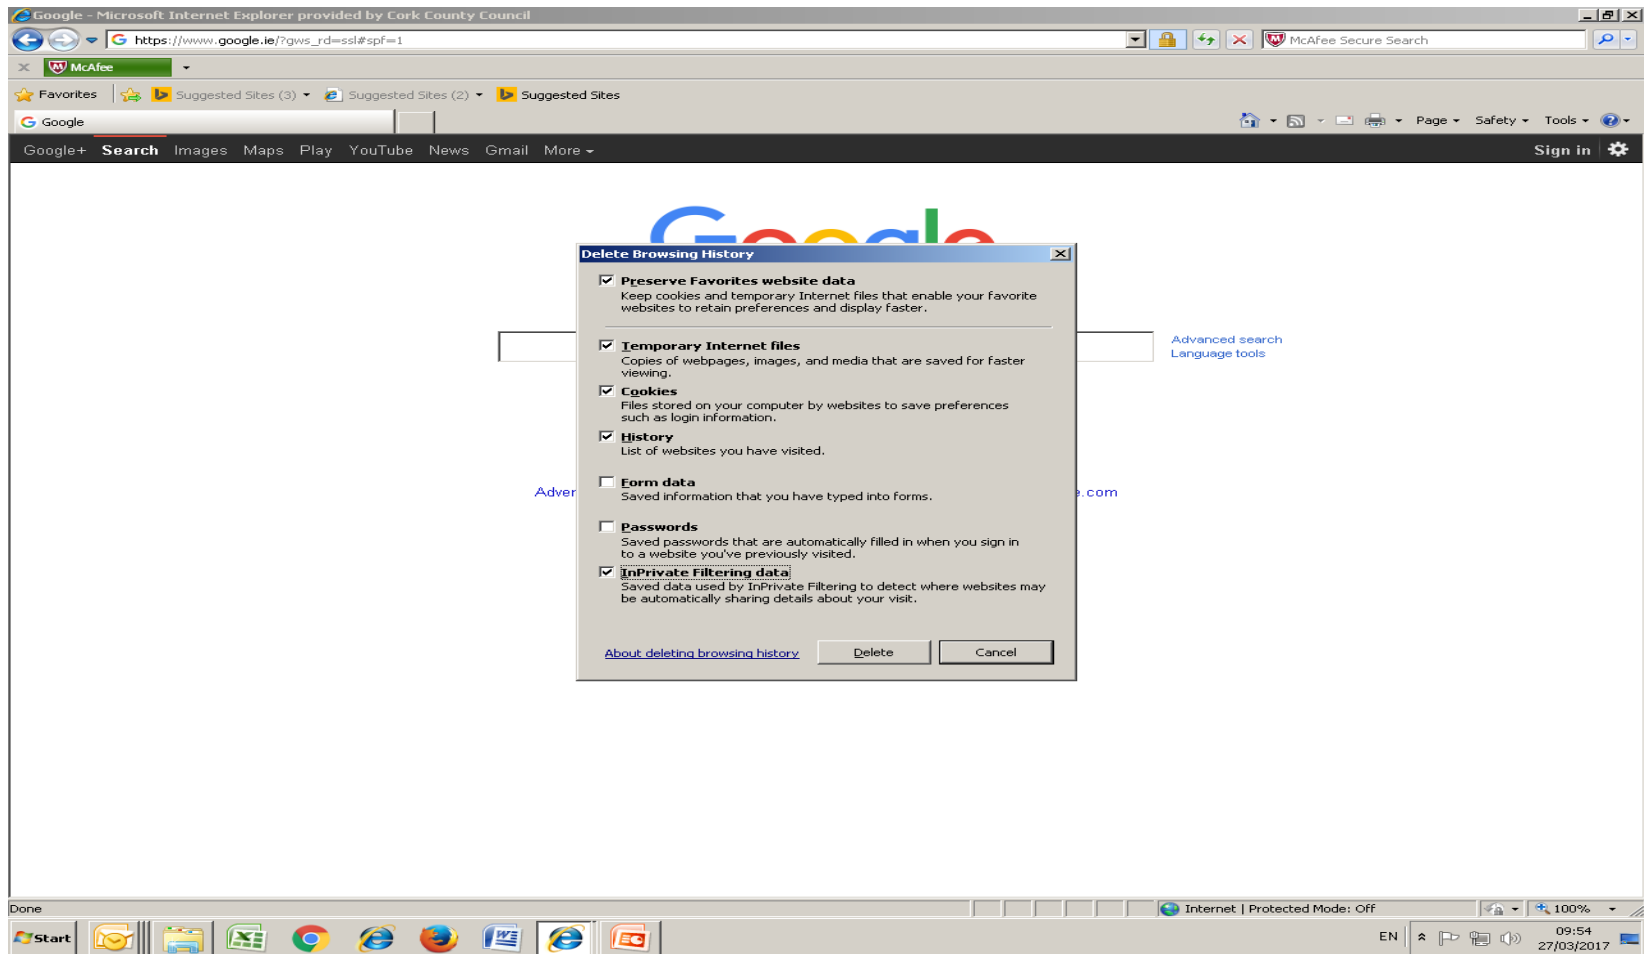 Google - Microsoft Internet Explorer provided by Cork County Council
https://www.google.ie/?gws_rd=ssl#spf=1
McAfee Secure Search
McAfee
Favorites Suggested Sites (3) Suggested Sites (2) Suggested Sites
Google
Page Safety Tools
Google+ Search Images Maps Play YouTube News Gmail More
Sign in
Google
Delete Browsing History
Preserve Favorites website data
Keep cookies and temporary Internet files that enable your favorite
websites to retain preferences and display faster.
Temporary Internet files
Copies of webpages, images, and media that are saved for faster
viewing.
Cookies
Files stored on your computer by websites to save preferences
such as login information.
History
List of websites you have visited.
Form data
Saved information that you have typed into forms.
Passwords
Saved passwords that are automatically filled in when you sign in
to a website you've previously visited.
InPrivate Filtering data
Saved data used by InPrivate Filtering to detect where websites may
be automatically sharing details about your visit.
About deleting browsing history Delete Cancel
Advanced search
Language tools
Adver
.com
Done
Internet | Protected Mode: Off
100%
Start
EN
09:54
27/03/2017